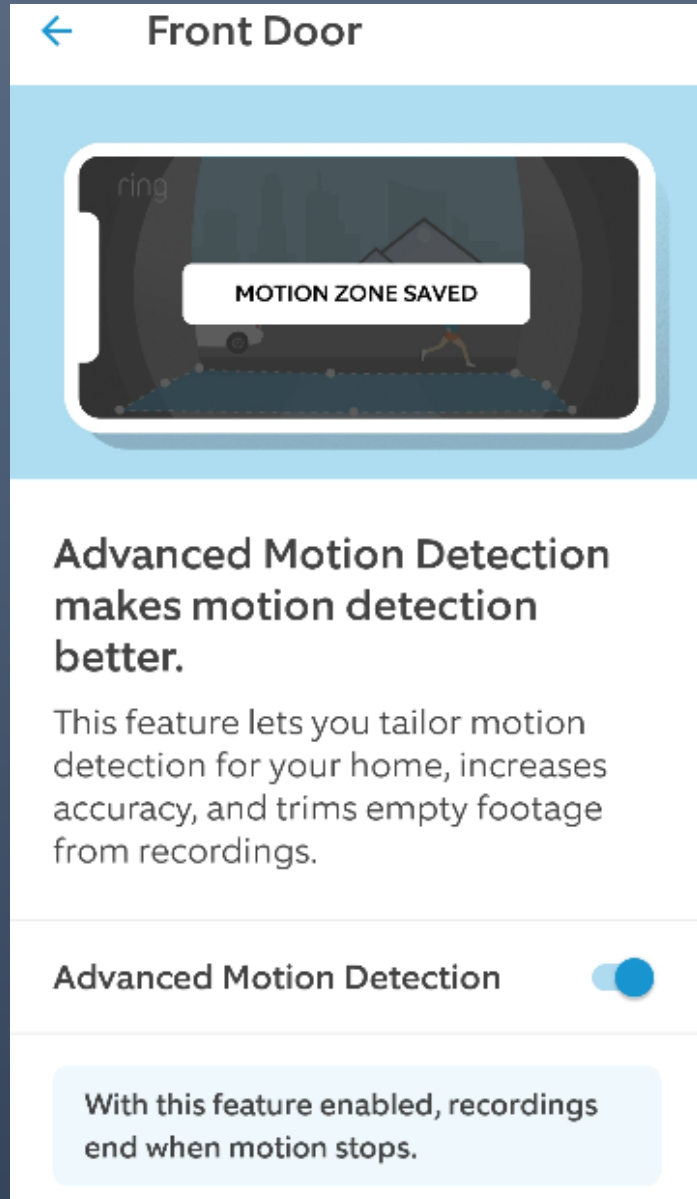 Front Door
ring
MOTION ZONE SAVED
Advanced Motion Detection
makes motion detection
better.
This feature lets you tailor motion
detection for your home, increases
accuracy, and trims empty footage
from recordings.
Advanced Motion Detection
With this feature enabled, recordings
end when motion stops.